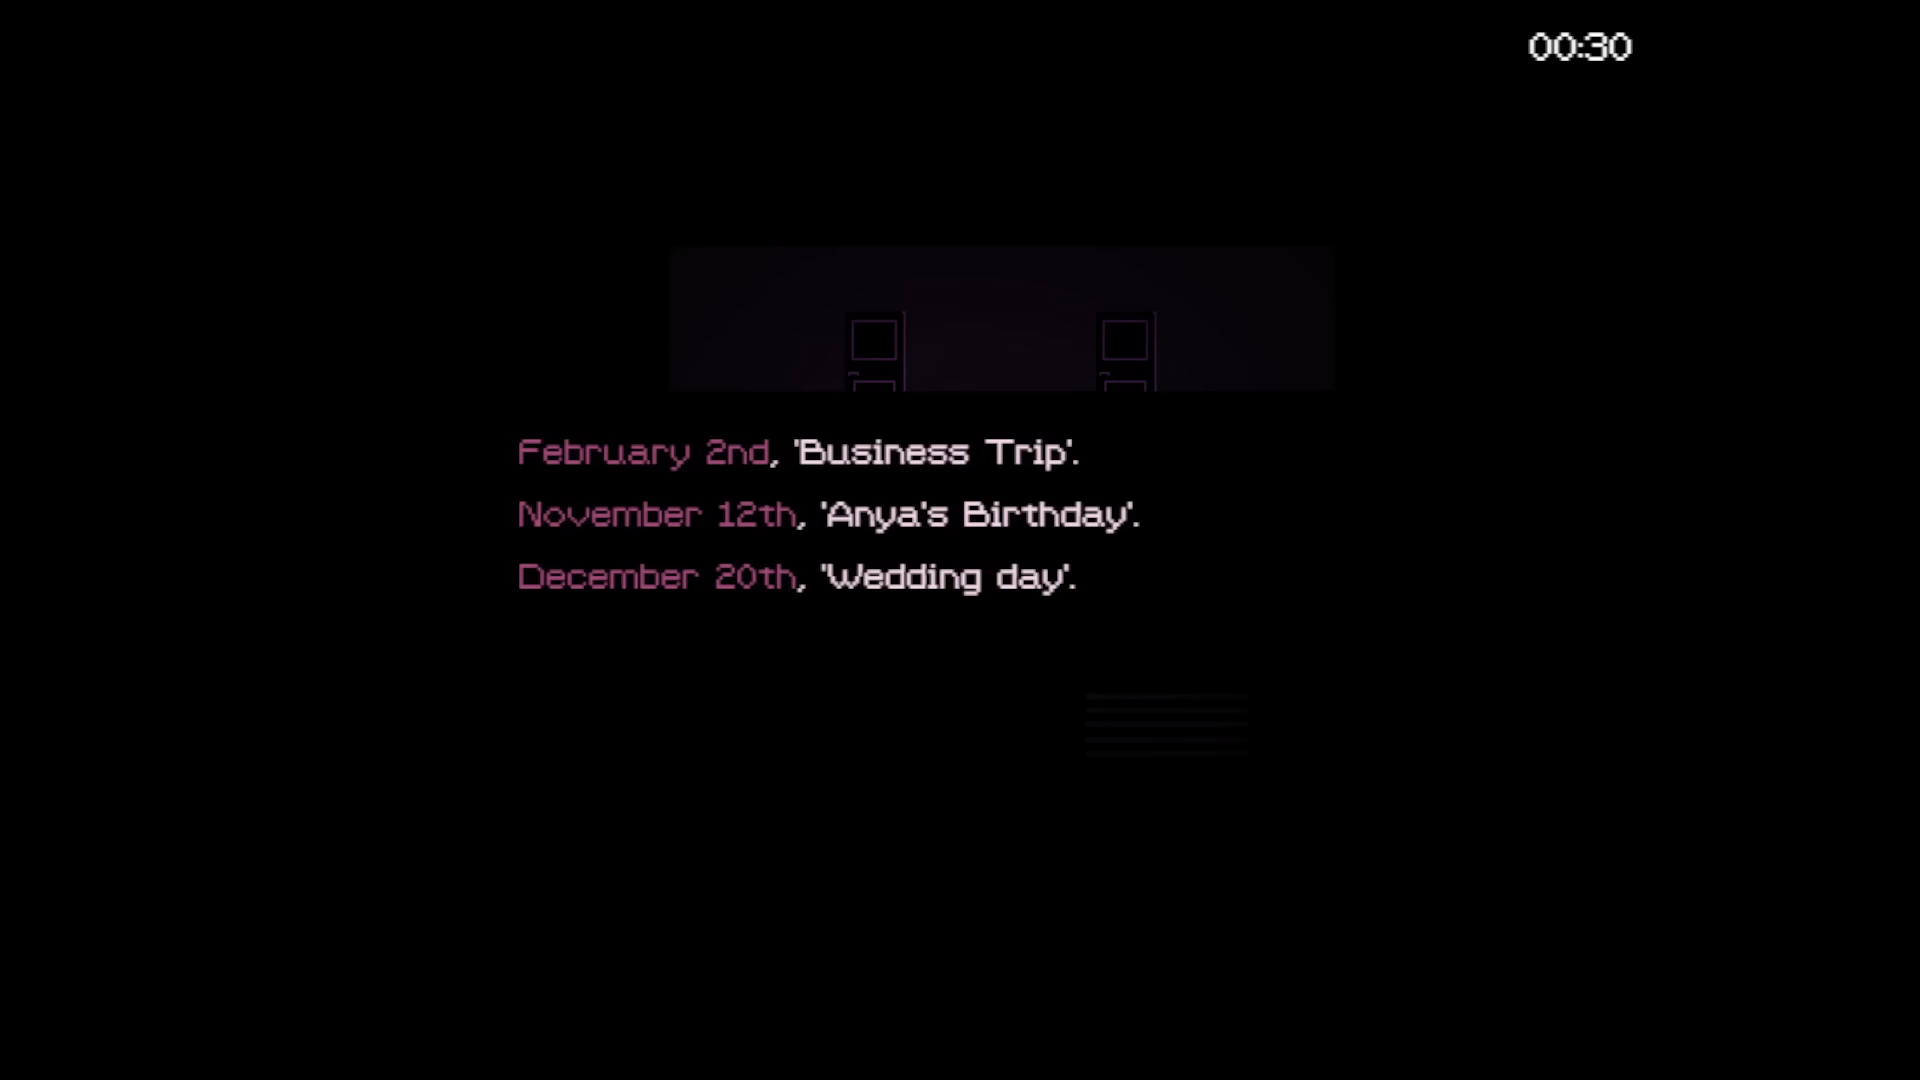 00:30
February 2nd, 'Business Trip'.
November 12th, 'Anya's Birthday'.
December 20th, 'Wedding day'.